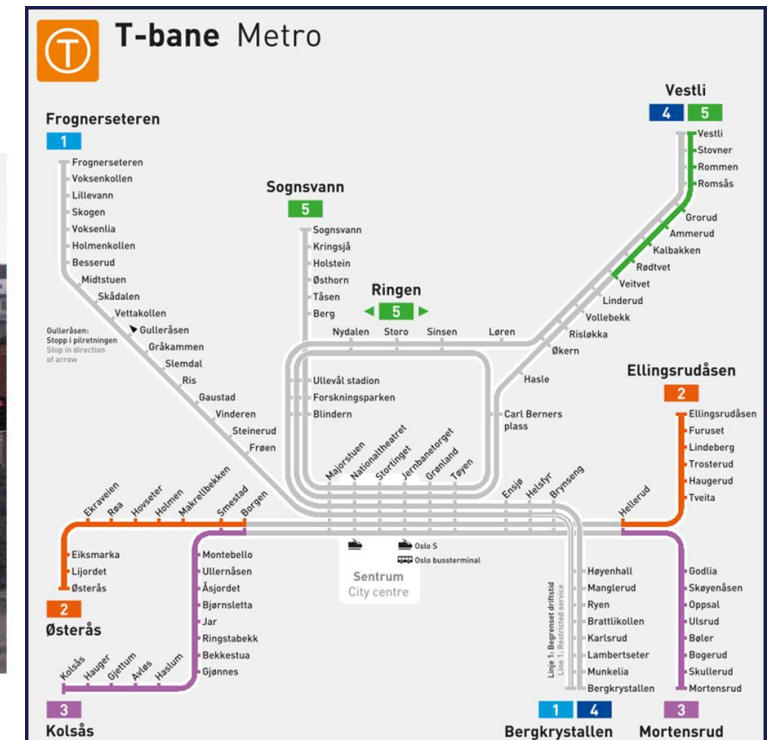 T T-bane Metro
Frognerseteren
1
Frognerseteren
Voksenkollen
Lillevann
Skogen
Voksenlia
Holmenkollen
Besserud
Midtstuen
Skådalen
Vettakollen
Gulleråsen
Gulleråsen:
Stopp i pilretningen
Stop in direction
of arrow
Gråkammen
Slemdal
Ris
Gaustad
Vinderen
Steinerud
Frøen
Sognsvann
5
Sognsvann
Kringsjå
Holstein
Østhorn
Tåsen
Berg
Ullevål stadion
Forskningsparken
Blindern
Ringen
5
Nydalen
Storo
Sinsen
Løren
Vestli
4 5
Vestli
Stovner
Rommen
Romsås
Grorud
Ammerud
Kalbakken
Rødtvet
Veitvet
Linderud
Vollebekk
Risløkka
Økern
Hasle
Carl Berners
plass
Ellingsrudåsen
2
Ellingsrudåsen
Furuset
Lindeberg
Trosterud
Haugerud
Tveita
Hellerud
Majorstuen
Nationaltheatret
Stortinget
Jernbanetorget
Grønland
Tøyen
Ensjø
Helsfyr
Brynseng
Oslo S
Oslo bussterminal
Sentrum
City centre
Ekraveien
Røa
Hovseter
Holmen
Makrellbekken
Smestad
Borgen
Eiksmarka
Lijordet
Østerås
2
Østerås
Montebello
Ullernåsen
Åsjordet
Bjørnsletta
Jar
Ringstabekk
Bekkestua
Gjønnes
Kolsås
Hauger
Gjettum
Avløs
Haslum
3
Kolsås
Linje 1: Begrenset driftstid
Line 1: Restricted service
Høyenhall
Manglerud
Ryen
Brattlikollen
Karlsrud
Lambertseter
Munkelia
Bergkrystallen
1 4
Bergkrystallen
Godlia
Skøyenåsen
Oppsal
Ulsrud
Bøler
Bogerud
Skullerud
Mortensrud
3
Mortensrud